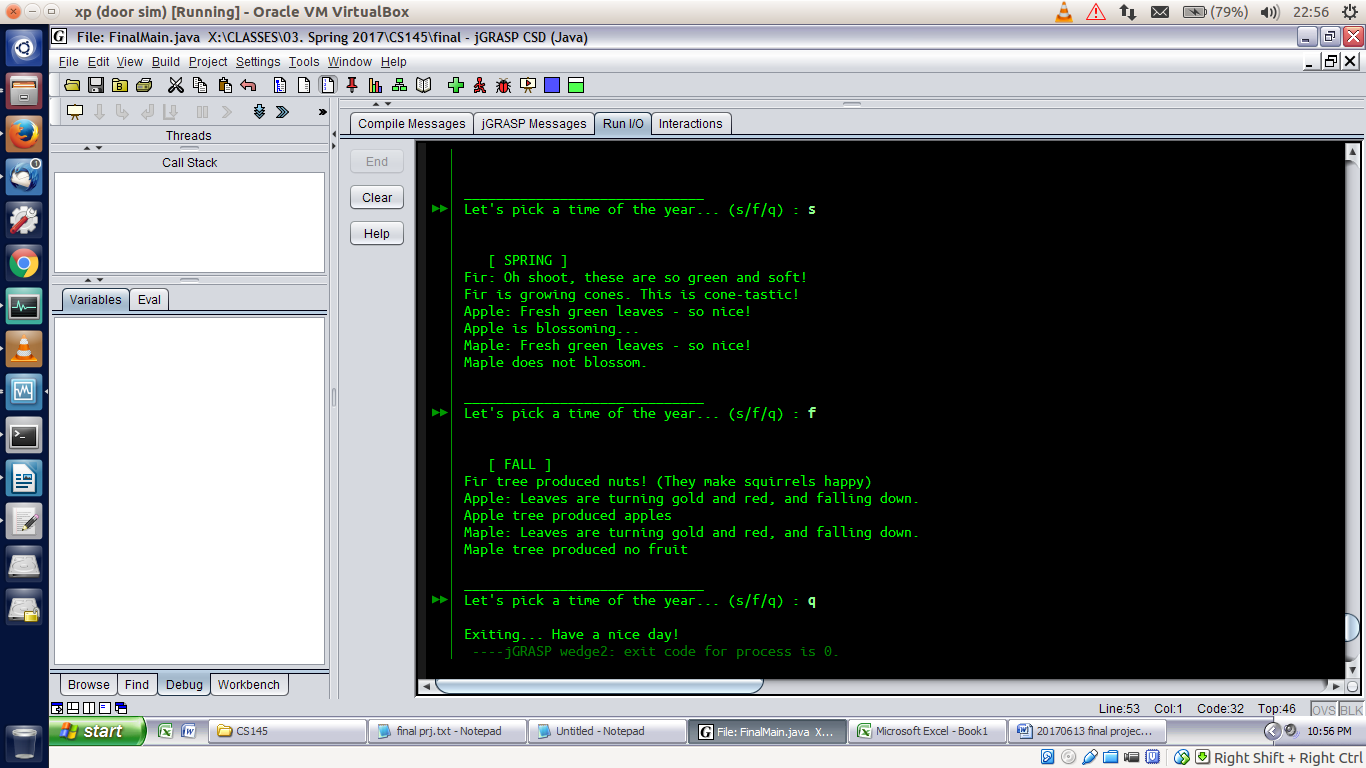 xp (door sim) [Running] - Oracle VM VirtualBox
(79%)
22:56
File: FinalMain.java X:\CLASSES\03. Spring 2017\CS145\final - jGRASP CSD (Java)
File Edit View Build Project Settings Tools Window Help
Threads
Call Stack
Variables Eval
Browse Find Debug Workbench
Compile Messages jGRASP Messages Run I/O Interactions
End
Clear
Help
______________________________
Let's pick a time of the year... (s/f/q) : s
[ SPRING ]
Fir: Oh shoot, these are so green and soft!
Fir is growing cones. This is cone-tastic!
Apple: Fresh green leaves - so nice!
Apple is blossoming...
Maple: Fresh green leaves - so nice!
Maple does not blossom.
______________________________
Let's pick a time of the year... (s/f/q) : f
[ FALL ]
Fir tree produced nuts! (They make squirrels happy)
Apple: Leaves are turning gold and red, and falling down.
Apple tree produced apples
Maple: Leaves are turning gold and red, and falling down.
Maple tree produced no fruit
______________________________
Let's pick a time of the year... (s/f/q) : q
Exiting... Have a nice day!
----jGRASP wedge2: exit code for process is 0.
Line:53 Col:1 Code:32 Top:46 OVS BLK
start
CS145
final prj.txt - Notepad
Untitled - Notepad
File: FinalMain.java X...
Microsoft Excel - Book1
20170613 final projec...
10:56 PM
Right Shift + Right Ctrl